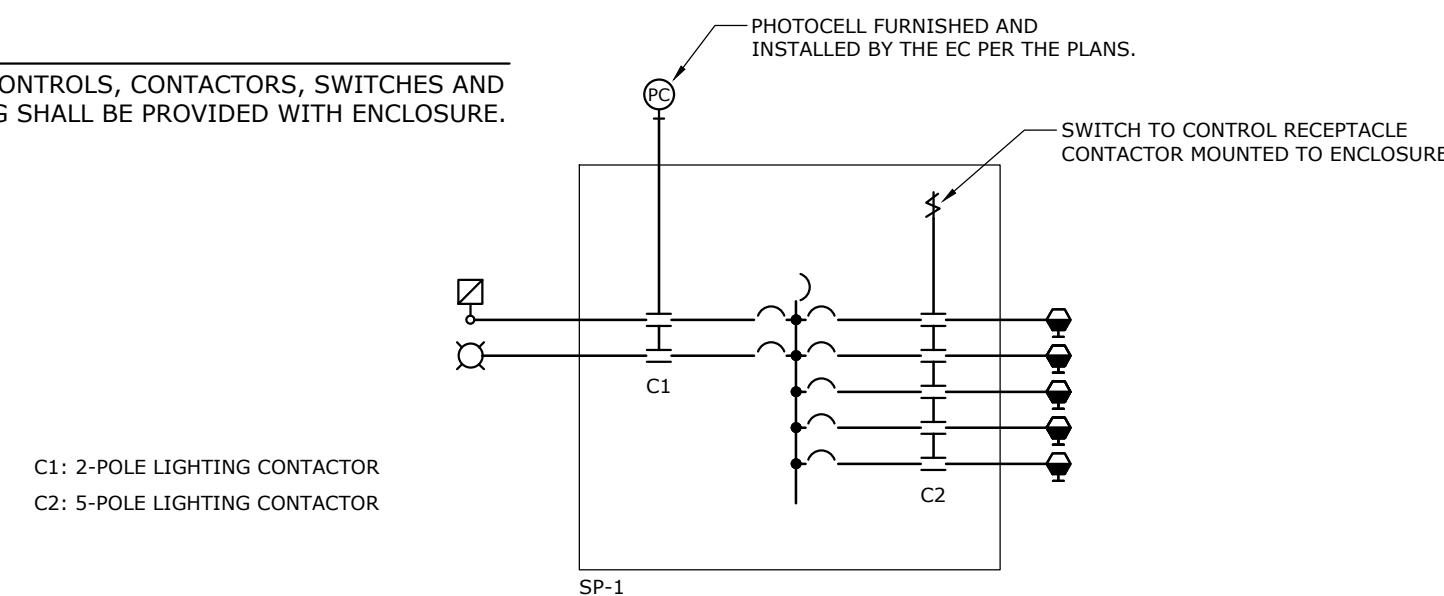 PHOTOCELL FURNISHED AND
INSTALLED BY THE EC PER THE PLANS.
CONTACTORS, SWITCHES AND
SHALL BE PROVIDED WITH ENCLOSURE.
PC
SWITCH TO CONTROL RECEPTACLE
CONTACTOR MOUNTED TO ENCLOSURE
C1
C1: 2-POLE LIGHTING CONTACTOR
C2: 5-POLE LIGHTING CONTACTOR
C2
SP-1